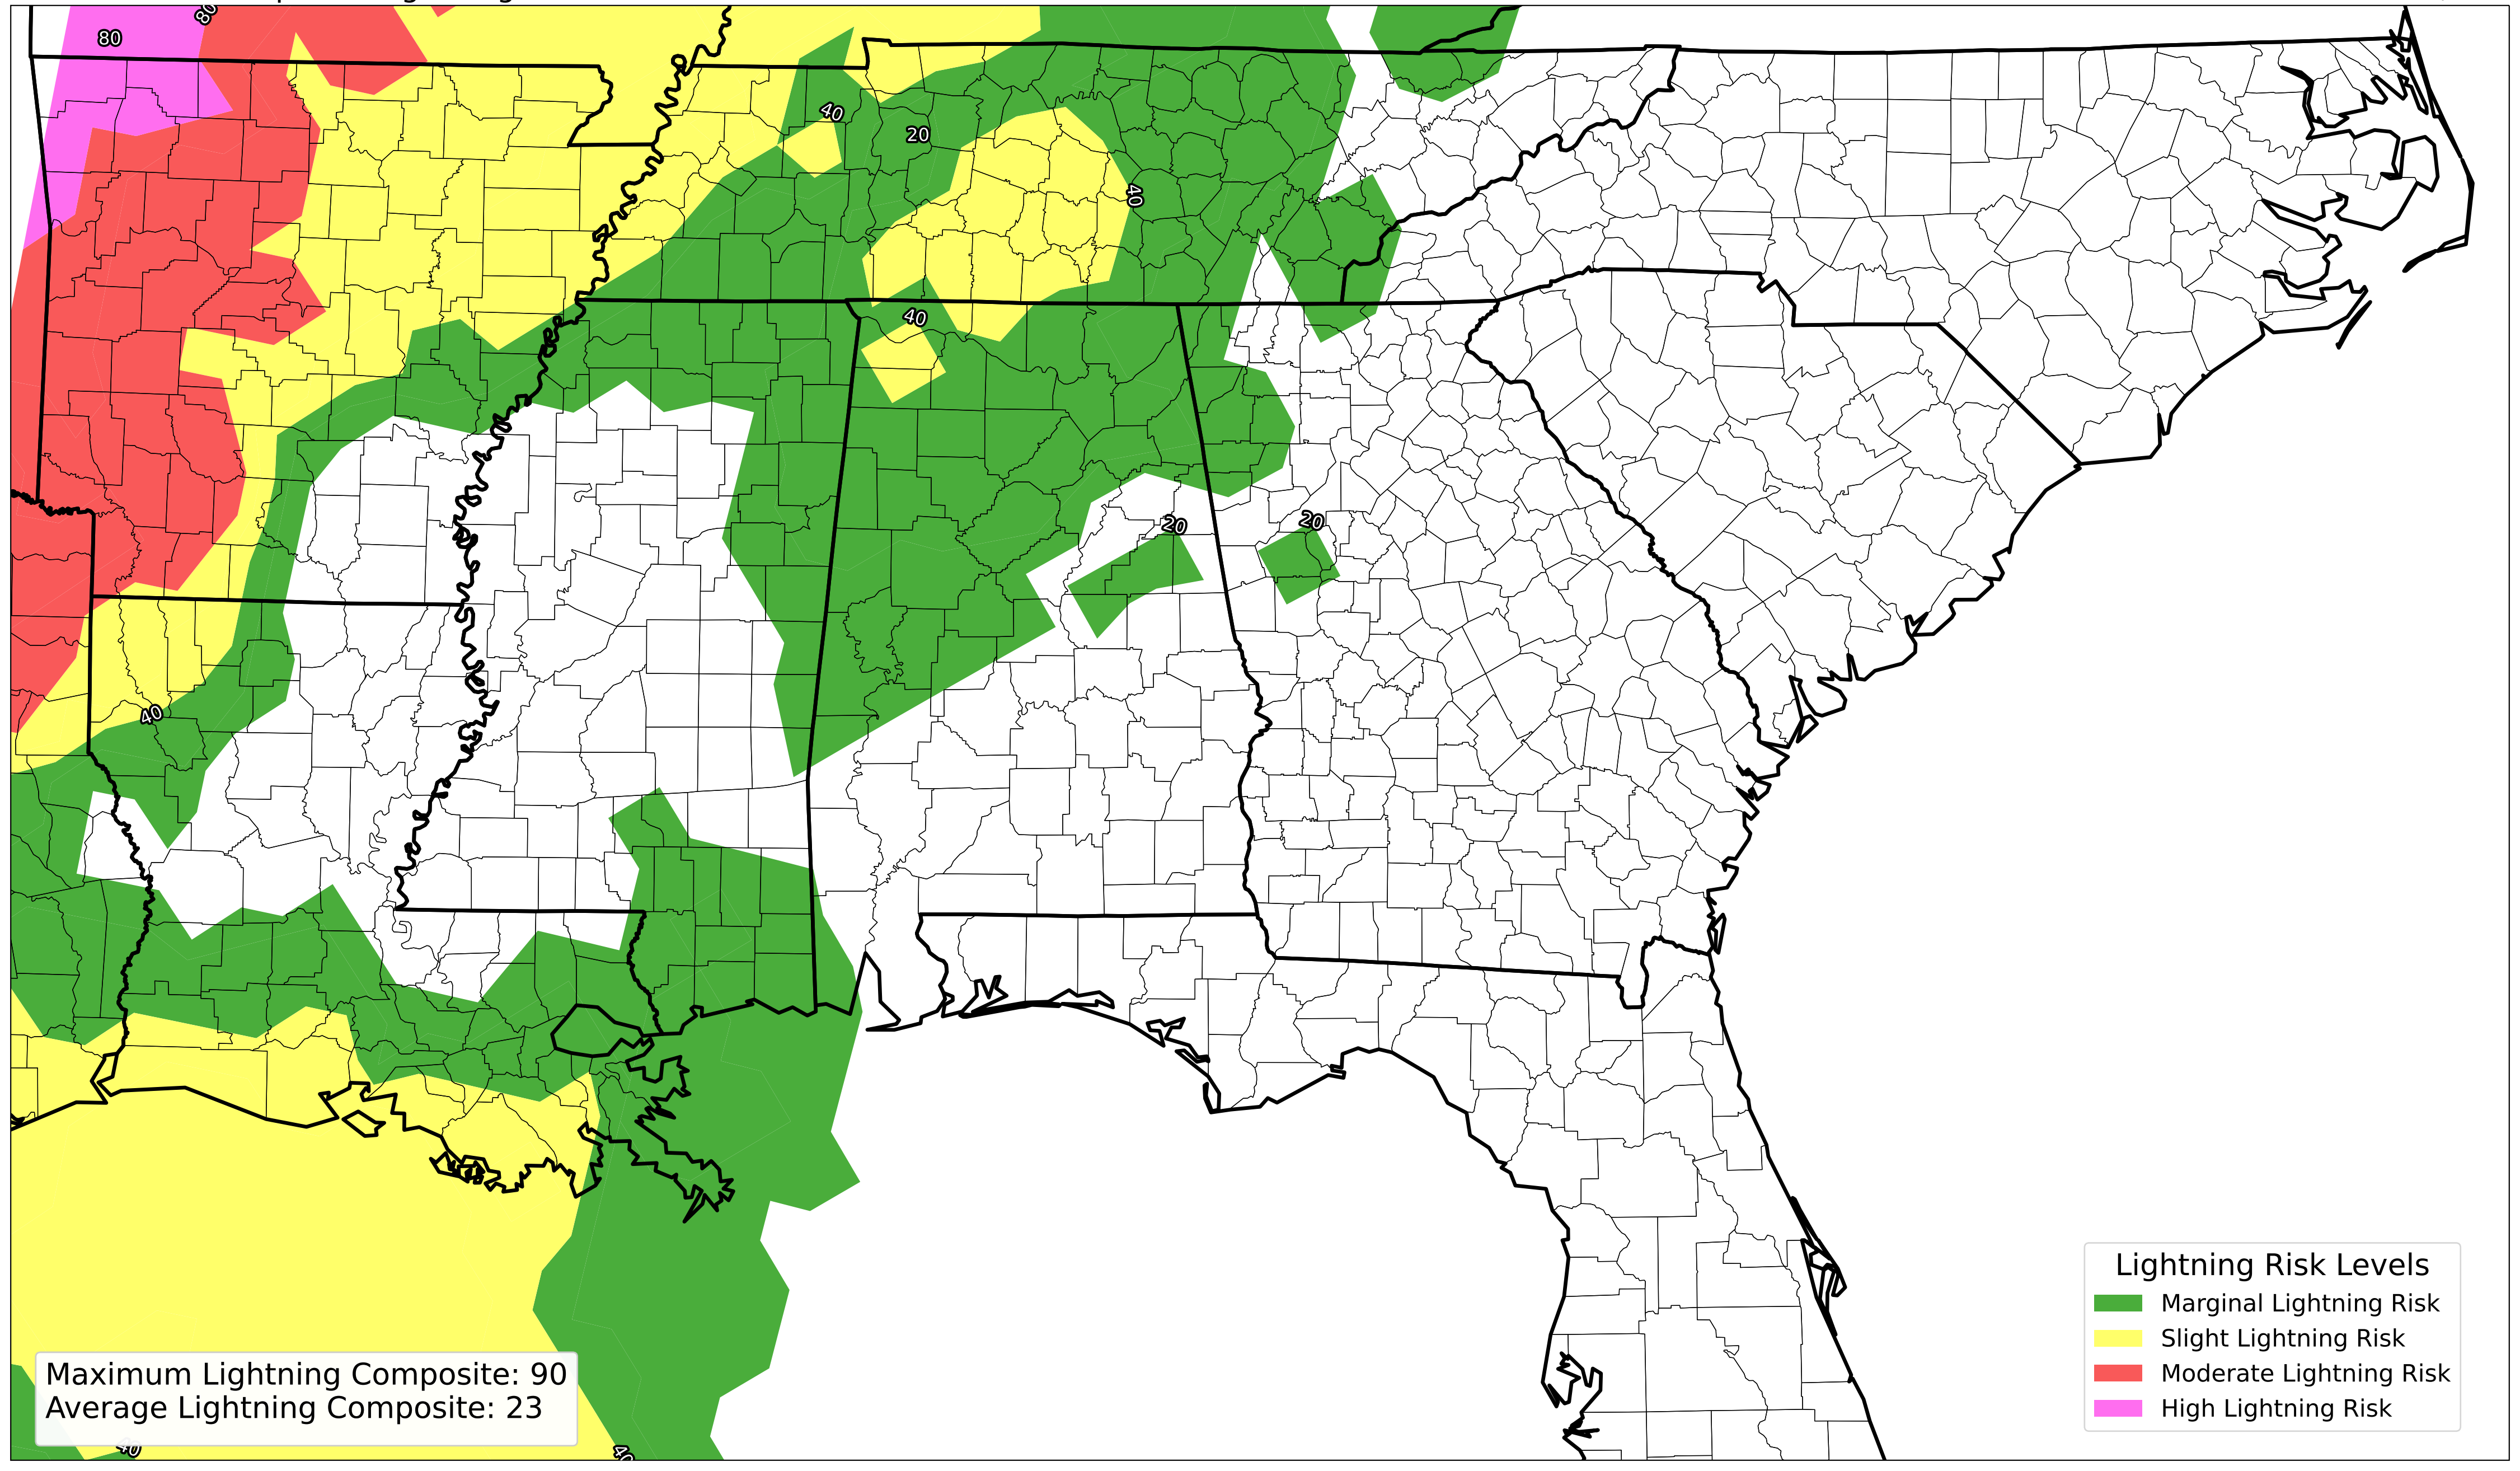 80
80
40
20
40
40
20
20
40
Maximum Lightning Composite: 90
Average Lightning Composite: 23
40
40
Lightning Risk Levels
Marginal Lightning Risk
Slight Lightning Risk
Moderate Lightning Risk
High Lightning Risk